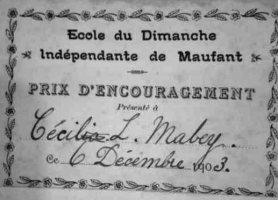 Ecole du Dimanche
Indépendante de Maufant
PRIX D'ENCOURAGEMENT
Présenté à
Cécilia L. Mabey.
Ce 6 Décembre 1903.